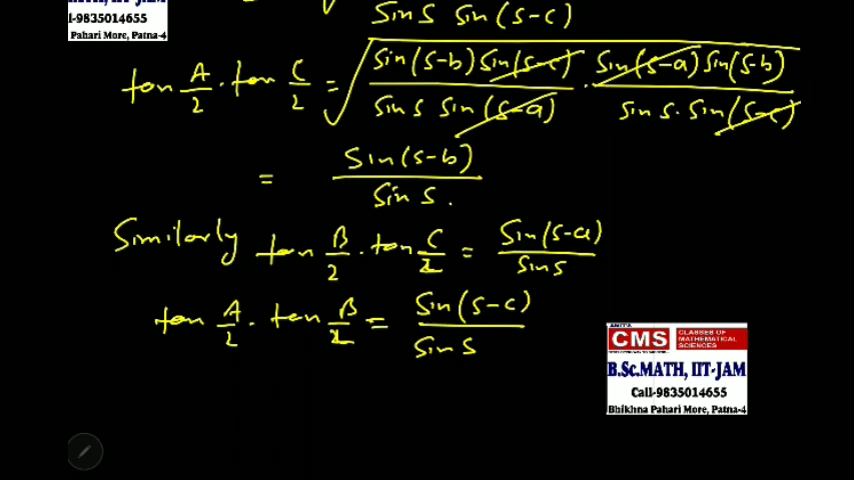 I-9835014655
Pahari More, Patna-4
Sin S Sin (S-C)
tan A/2 . tan C/2 = √ Sin(S-b) Sin(S-C) / Sin S Sin(S-a) . Sin(S-a) Sin(S-b) / Sin S. Sin(S-C)
= Sin(S-b) / Sin S.
Similarly tan B/2 . tan C/2 = Sin(S-a) / Sin S
tan A/2 . tan B/2 = Sin(S-C) / Sin S
ANITA
CMS CLASSES OF MATHEMATICAL SCIENCES
B.Sc.MATH, IIT-JAM
Call-9835014655
Bhikhna Pahari More, Patna-4